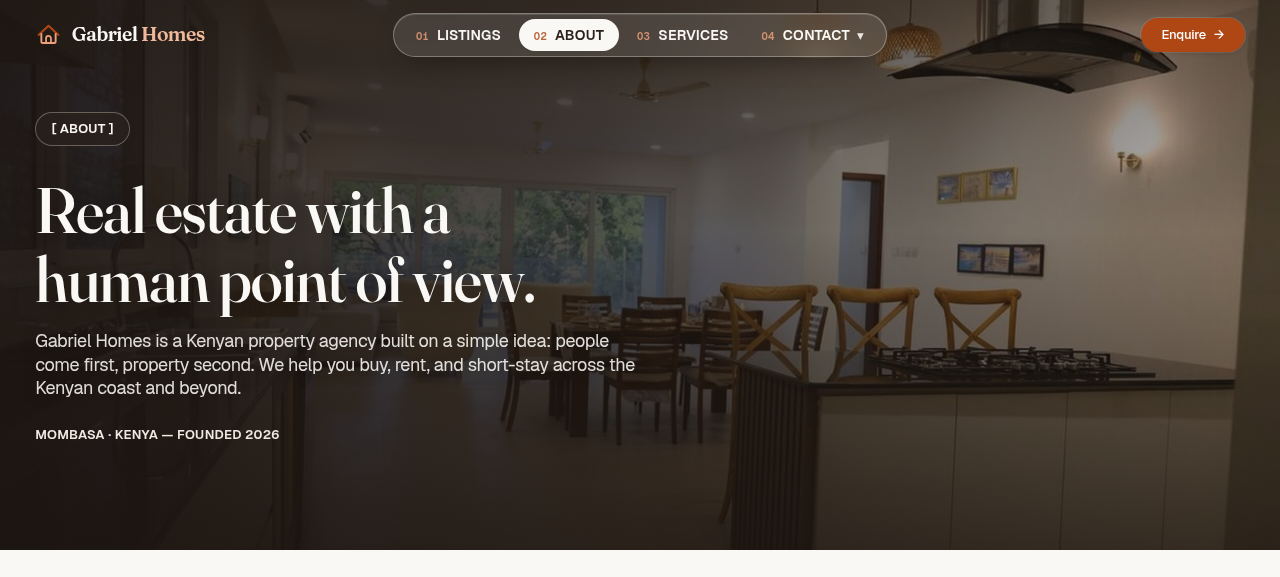 Gabriel Homes
01 LISTINGS
02 ABOUT
03 SERVICES
04 CONTACT ▾
Enquire →
[ ABOUT ]
Real estate with a
human point of view.
Gabriel Homes is a Kenyan property agency built on a simple idea: people
come first, property second. We help you buy, rent, and short-stay across the
Kenyan coast and beyond.
MOMBASA · KENYA — FOUNDED 2026